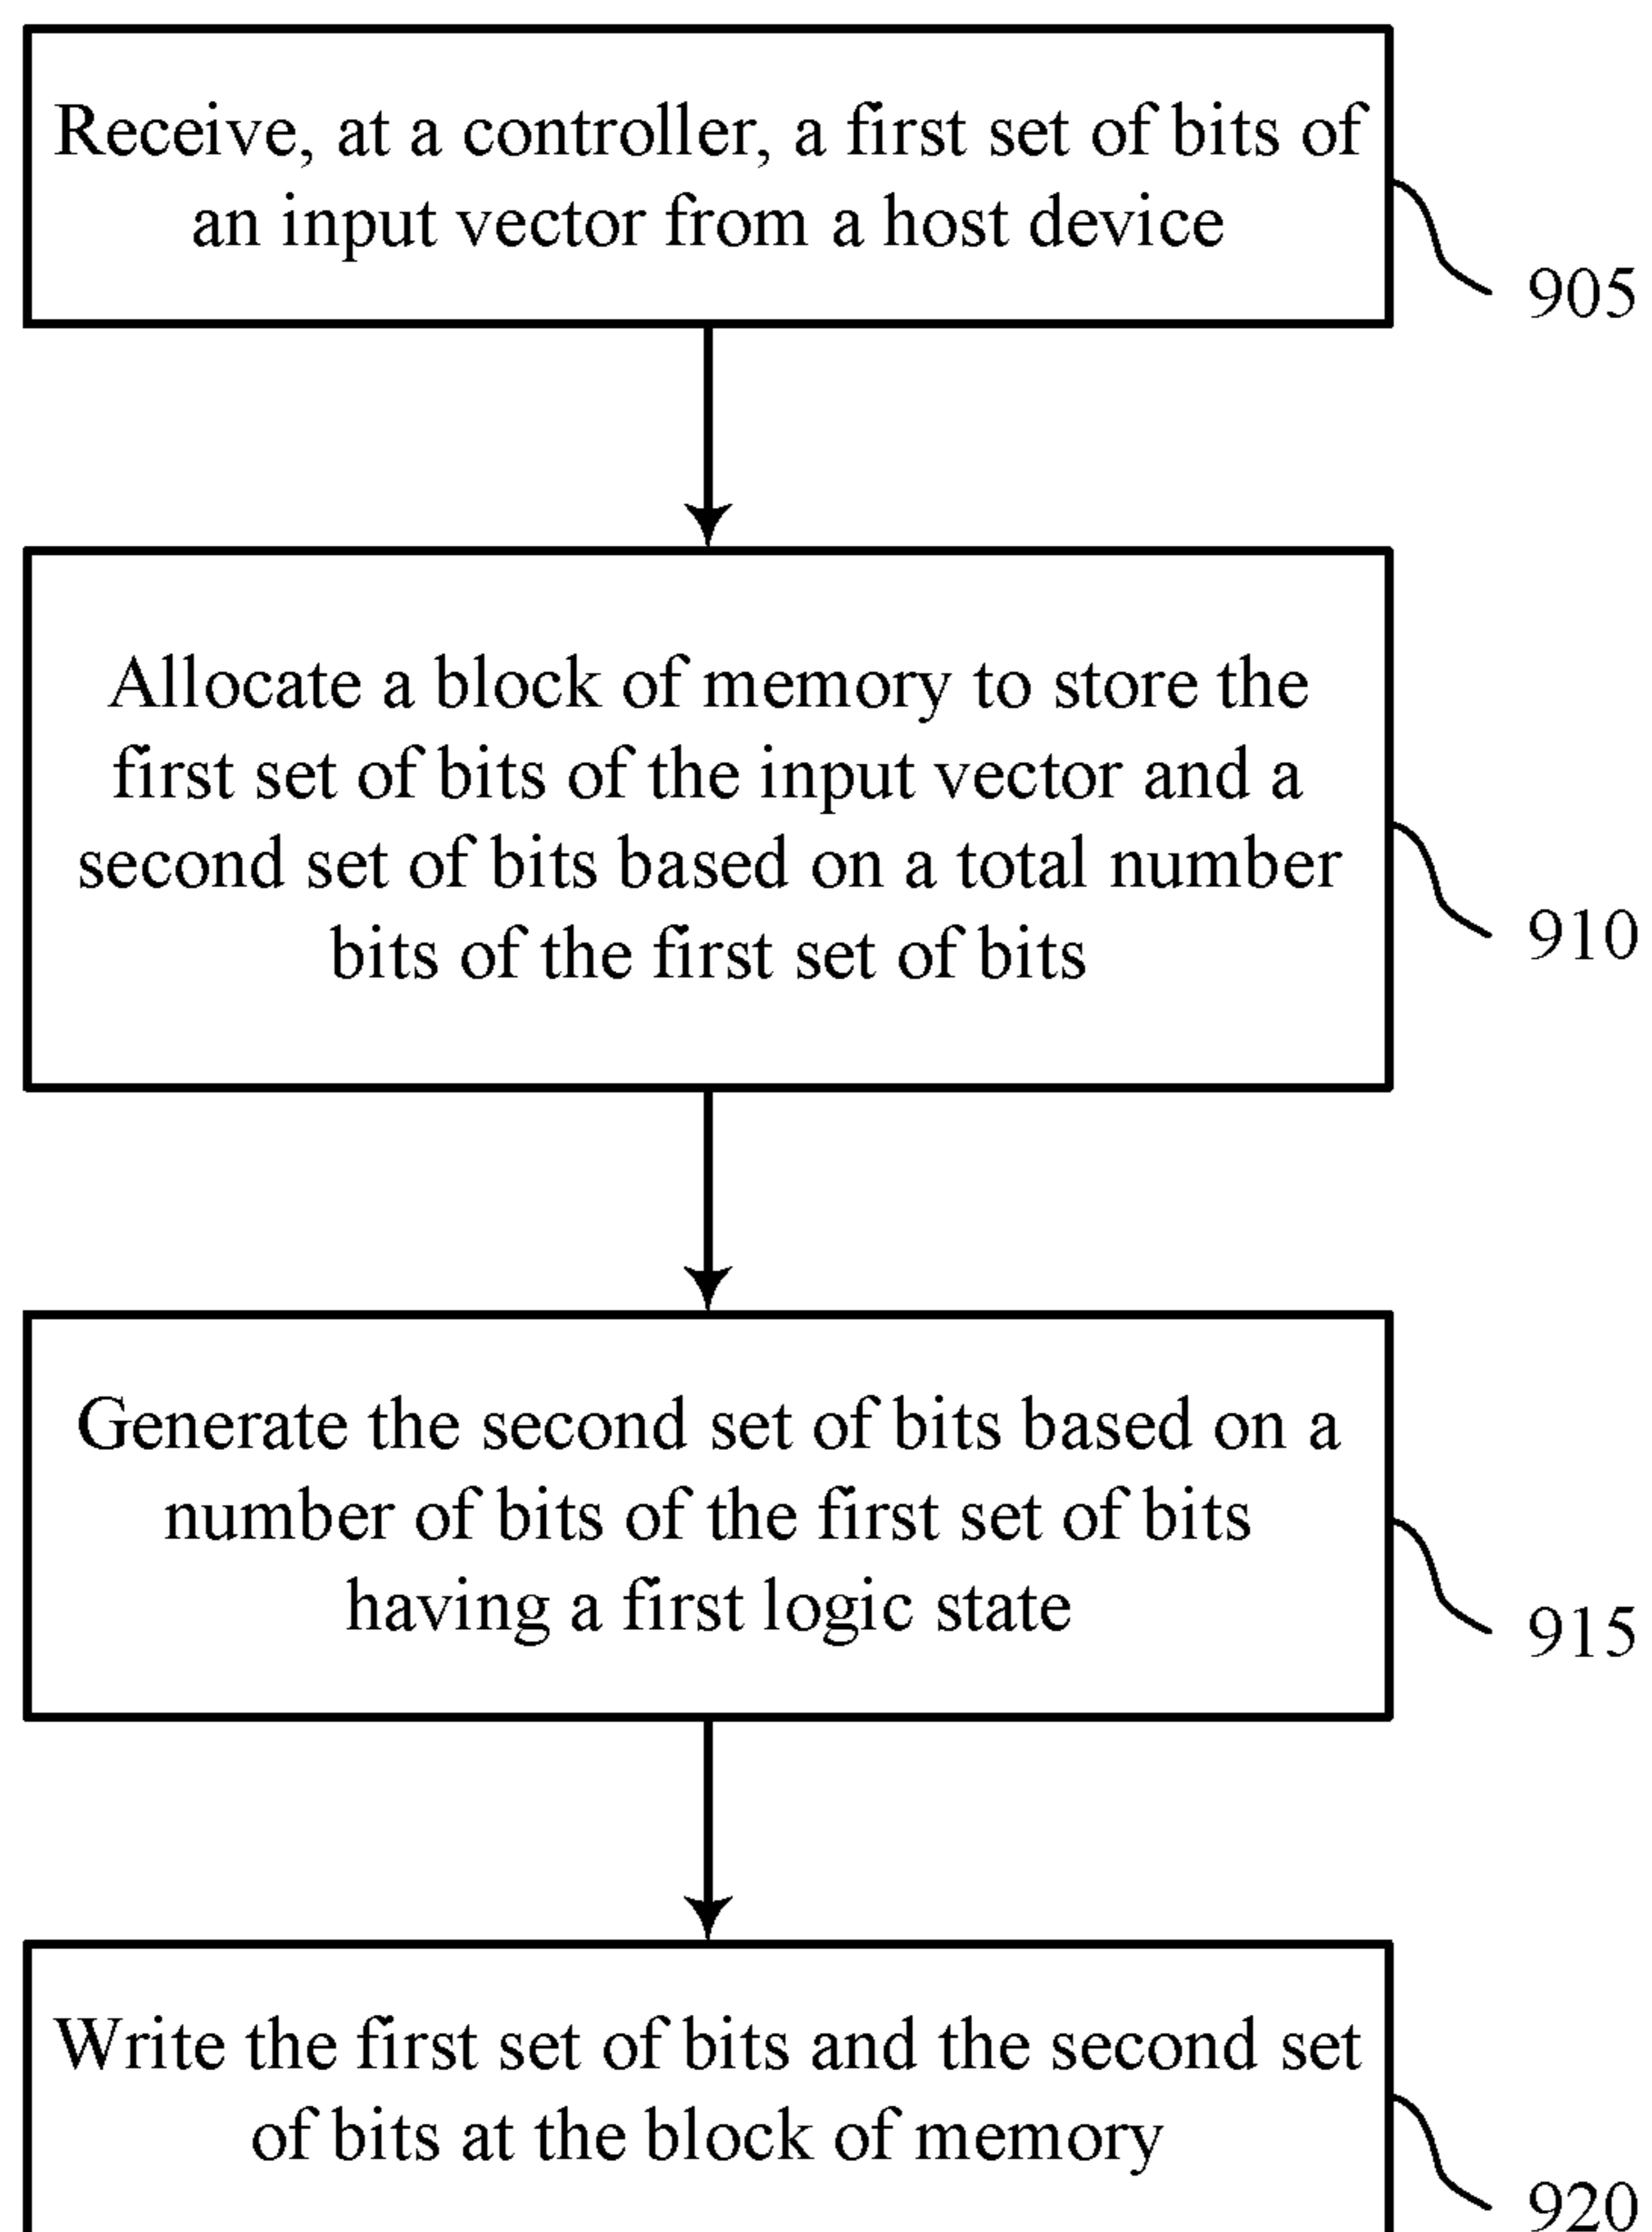 Receive, at a controller, a first set of bits of
an input vector from a host device
905
Allocate a block of memory to store the
first set of bits of the input vector and a
second set of bits based on a total number
bits of the first set of bits
910
Generate the second set of bits based on a
number of bits of the first set of bits
having a first logic state
915
Write the first set of bits and the second set
of bits at the block of memory
920